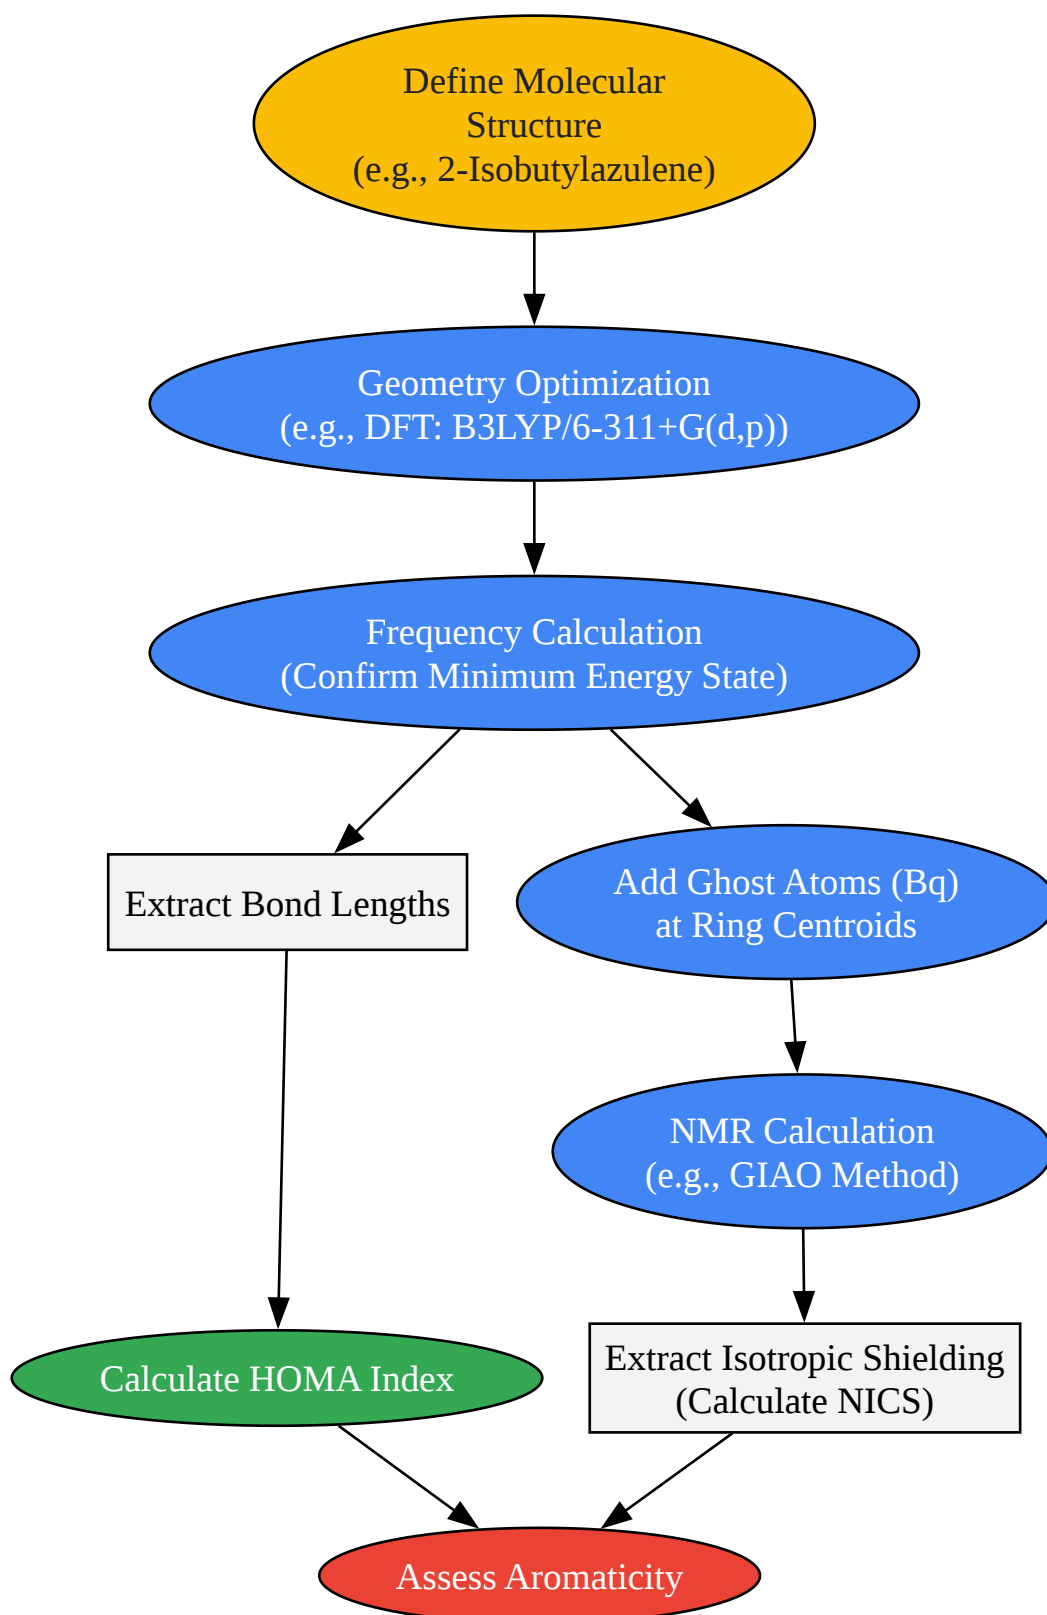 Define Molecular
Structure
(e.g., 2-Isobutylazulene)
Geometry Optimization
(e.g., DFT: B3LYP/6-311+G(d,p))
Frequency Calculation
(Confirm Minimum Energy State)
Extract Bond Lengths
Add Ghost Atoms (Bq)
at Ring Centroids
NMR Calculation
(e.g., GIAO Method)
Calculate HOMA Index
Extract Isotropic Shielding
(Calculate NICS)
Assess Aromaticity